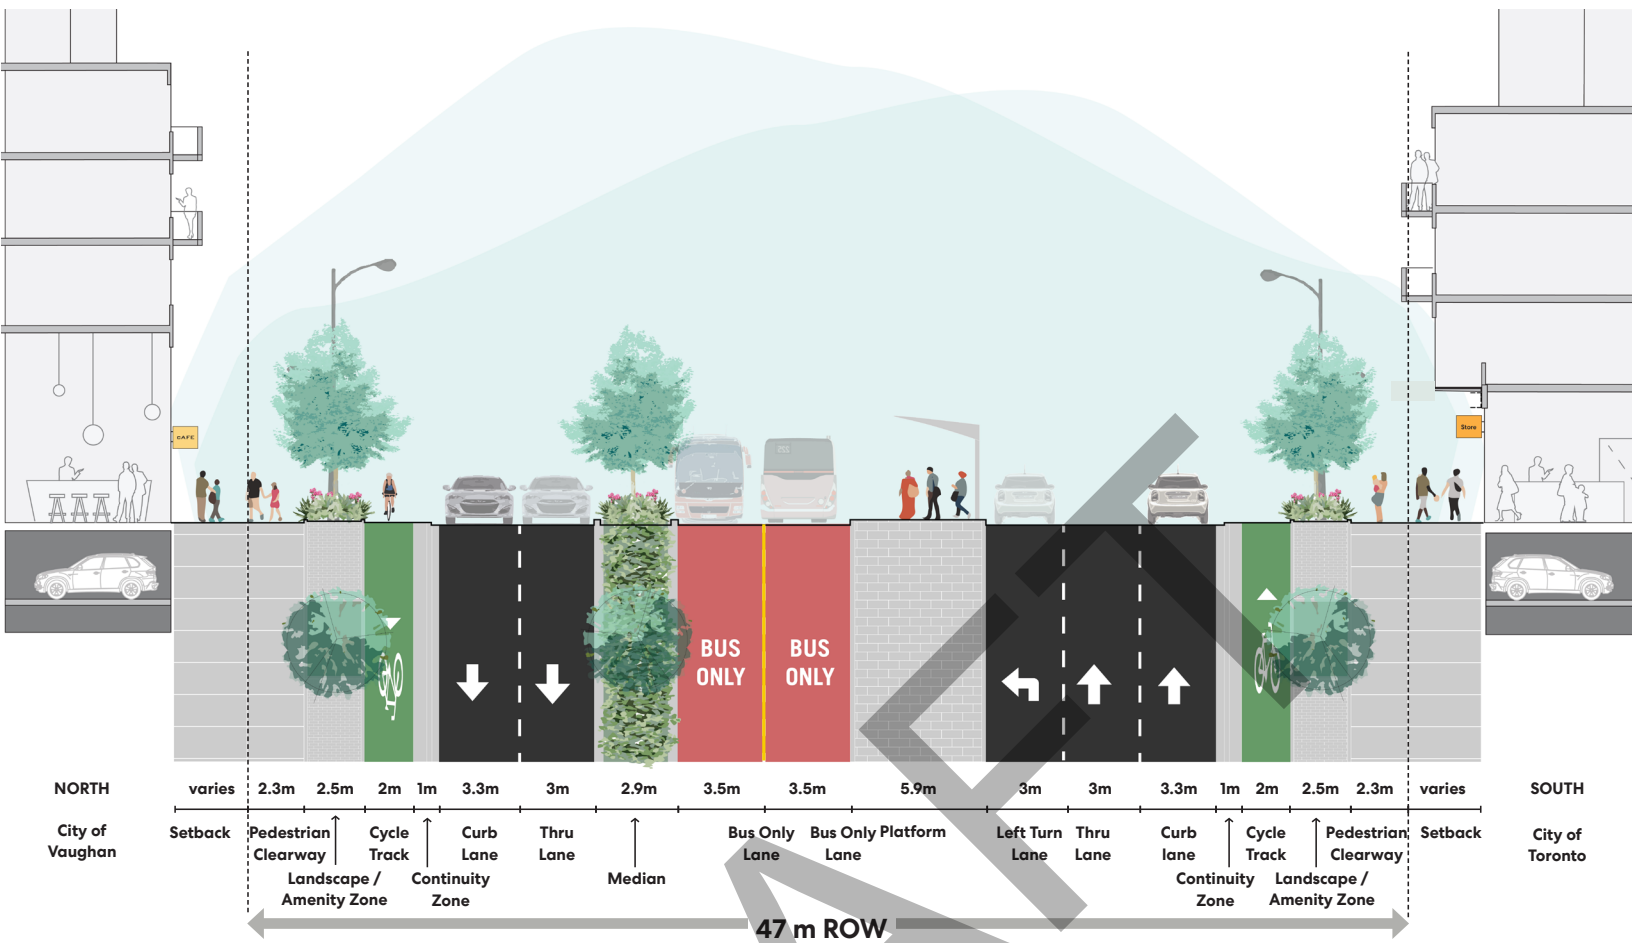 CAFE
Store
BUS
ONLY
BUS
ONLY
NORTH
varies
2.3m
2.5m
2m
1m
3.3m
3m
2.9m
3.5m
3.5m
5.9m
3m
3m
3.3m
1m
2m
2.5m
2.3m
varies
SOUTH
City of
Vaughan
Setback
Pedestrian
Clearway
Landscape /
Amenity Zone
Cycle
Track
Continuity
Zone
Curb
Lane
Thru
Lane
Median
Bus Only
Lane
Bus Only
Lane
Platform
Left Turn
Lane
Thru
Lane
Curb
lane
Continuity
Zone
Cycle
Track
Landscape /
Amenity Zone
Pedestrian
Clearway
Setback
City of
Toronto
47 m ROW